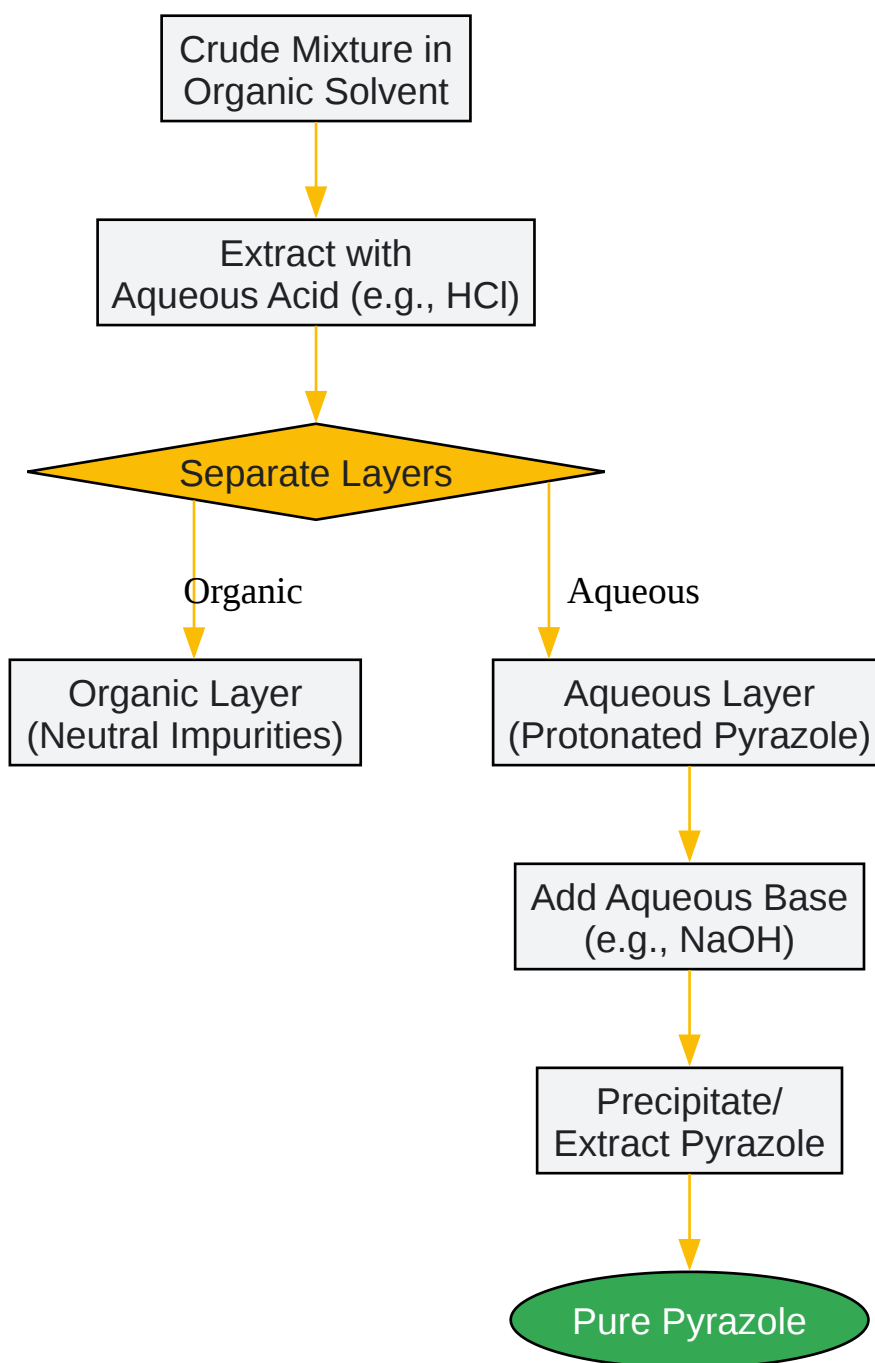 Crude Mixture in
Organic Solvent
Extract with
Aqueous Acid (e.g., HCl)
Separate Layers
Organic
Aqueous
Organic Layer
(Neutral Impurities)
Aqueous Layer
(Protonated Pyrazole)
Add Aqueous Base
(e.g., NaOH)
Precipitate/
Extract Pyrazole
Pure Pyrazole